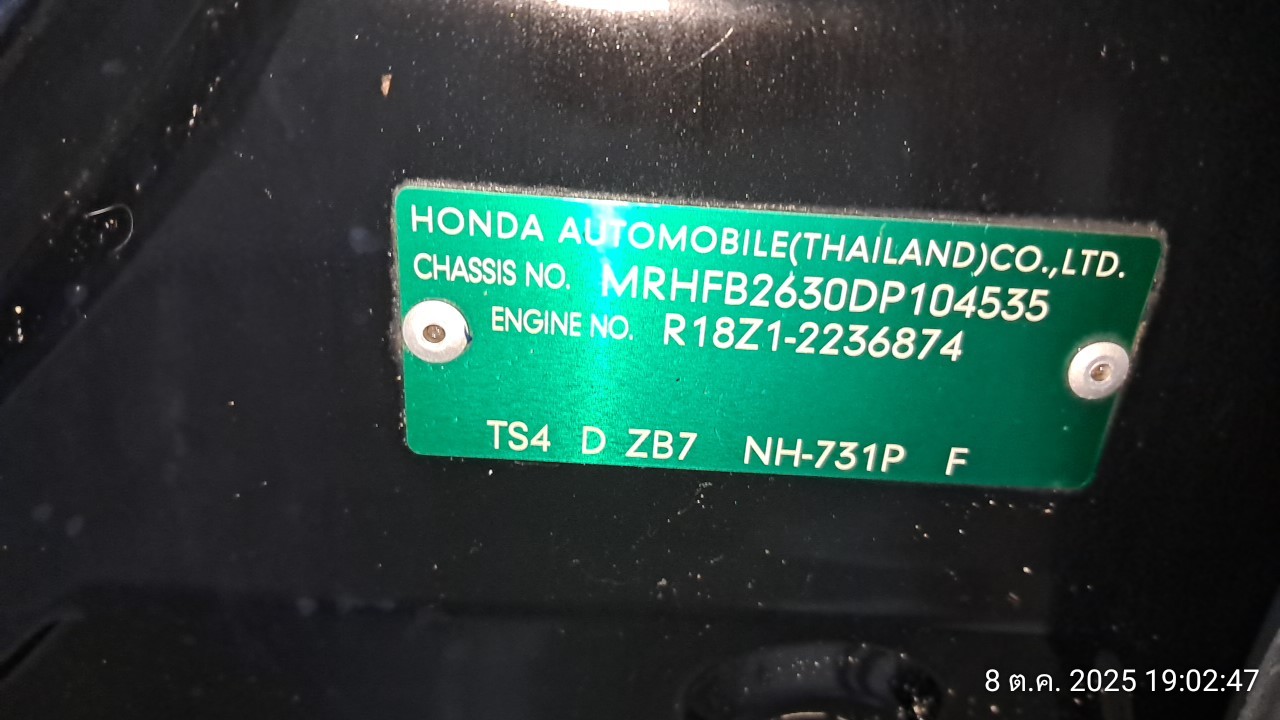 HONDA AUTOMOBILE(THAILAND)CO.,LTD.
CHASSIS NO. MRHFB2630DP104535
ENGINE NO. R18Z1-2236874
TS4 D ZB7 NH-731P F
8 ต.ค. 2025 19:02:47